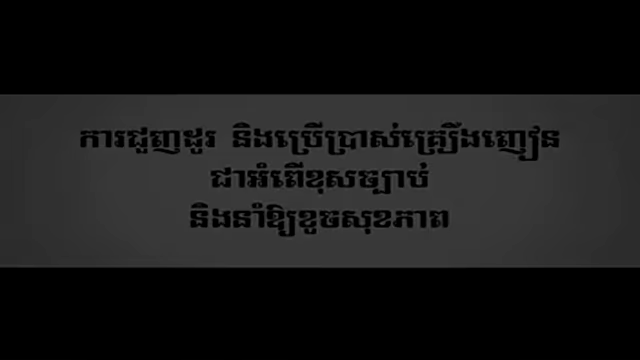 ការជួញដូរ និងប្រើប្រាស់គ្រឿងញៀន
ជាអំពើខុសច្បាប់
និងនាំឱ្យខូចសុខភាព